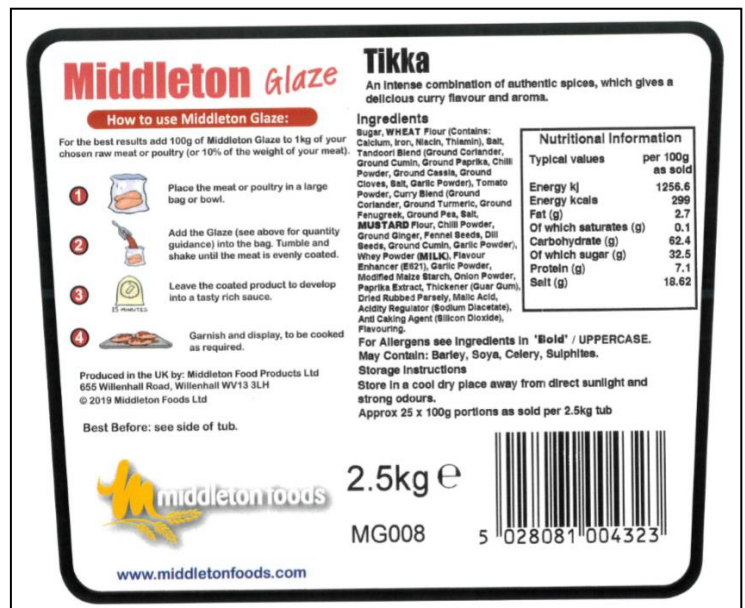 Middleton Glaze
How to use Middleton Glaze:
For the best results add 100g of Middleton Glaze to 1kg of your
chosen raw meat or poultry (or 10% of the weight of your meat).
1
Place the meat or poultry in a large
bag or bowl.
2
Add the Glaze (see above for quantity
guidance) into the bag. Tumble and
shake until the meat is evenly coated.
3
15 MINUTES
Leave the coated product to develop
into a tasty rich sauce.
4
Garnish and display, to be cooked
as required.
Produced in the UK by: Middleton Food Products Ltd
655 Willenhall Road, Willenhall WV13 3LH
© 2019 Middleton Foods Ltd
Best Before: see side of tub.
Tikka
An intense combination of authentic spices, which gives a
delicious curry flavour and aroma.
Ingredients
Sugar, WHEAT Flour (Contains:
Calcium, Iron, Niacin, Thiamin), Salt,
Tandoori Blend (Ground Coriander,
Ground Cumin, Ground Paprika, Chilli
Powder, Ground Cassia, Ground
Cloves, Salt, Garlic Powder), Tomato
Powder, Curry Blend (Ground
Coriander, Ground Turmeric, Ground
Fenugreek, Ground Pea, Salt,
MUSTARD Flour, Chilli Powder,
Ground Ginger, Fennel Seeds, Dill
Seeds, Ground Cumin, Garlic Powder),
Whey Powder (MILK), Flavour
Enhancer (E621), Garlic Powder,
Modified Maize Starch, Onion Powder,
Paprika Extract, Thickener (Guar Gum),
Dried Rubbed Parsely, Malic Acid,
Acidity Regulator (Sodium Diacetate),
Anti Caking Agent (Silicon Dioxide),
Flavouring.
Nutritional Information
Typical values per 100g
as sold
Energy kj 1256.6
Energy kcals 299
Fat (g) 2.7
Of which saturates (g) 0.1
Carbohydrate (g) 62.4
Of which sugar (g) 32.5
Protein (g) 7.1
Salt (g) 18.62
For Allergens see ingredients in 'Bold' / UPPERCASE.
May Contain: Barley, Soya, Celery, Sulphites.
Storage Instructions
Store in a cool dry place away from direct sunlight and
strong odours.
Approx 25 x 100g portions as sold per 2.5kg tub
middleton foods
www.middletonfoods.com
2.5kg e
MG008
5 028081 004323